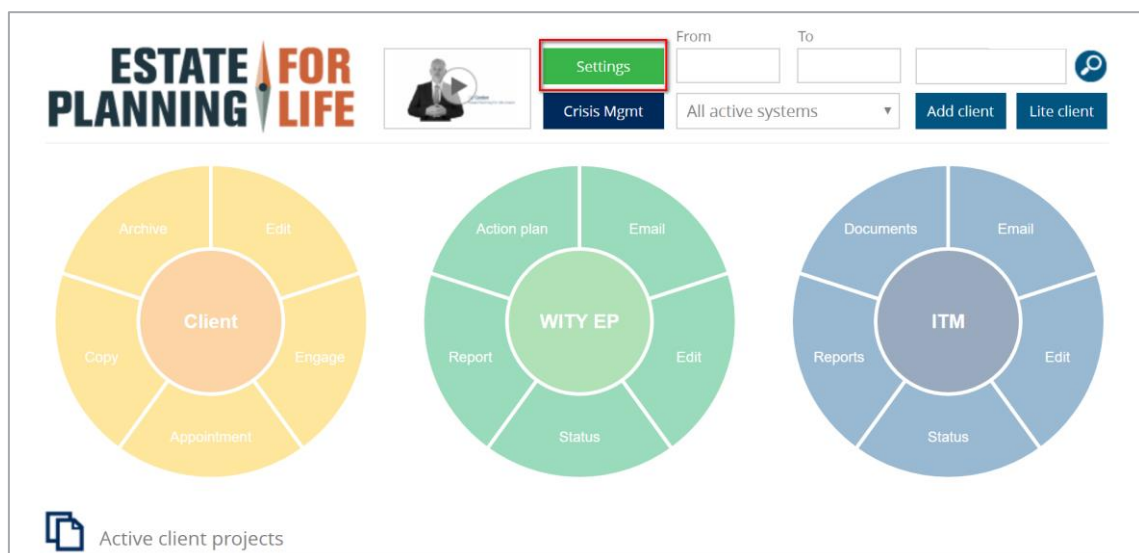 ESTATE FOR
PLANNING LIFE
Settings
From
To
Crisis Mgmt
All active systems
Add client
Lite client
Archive
Edit
Copy
Client
Engage
Appointment
Action plan
Email
Report
WITY EP
Edit
Status
Documents
Email
Reports
ITM
Edit
Status
Active client projects